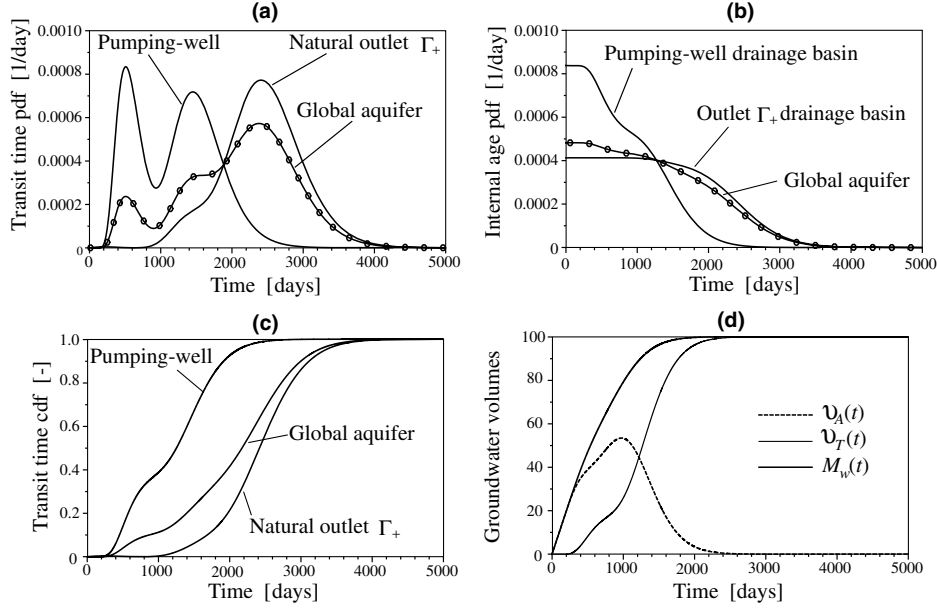 (a)
Transit time pdf [1/day]
0.0010
0.0008
0.0006
0.0004
0.0002
0
Pumping-well
Natural outlet Γ₊
Global aquifer
0 1000 2000 3000 4000 5000
Time [days]
(b)
Internal age pdf [1/day]
0.0010
0.0008
0.0006
0.0004
0.0002
0
Pumping-well drainage basin
Outlet Γ₊ drainage basin
Global aquifer
0 1000 2000 3000 4000 5000
Time [days]
(c)
Transit time cdf [-]
1.0
0.8
0.6
0.4
0.2
0.0
Pumping-well
Global aquifer
Natural outlet Γ₊
0 1000 2000 3000 4000 5000
Time [days]
(d)
Groundwater volumes
100
80
60
40
20
0
υ_A(t)
υ_T(t)
M_w(t)
0 1000 2000 3000 4000 5000
Time [days]